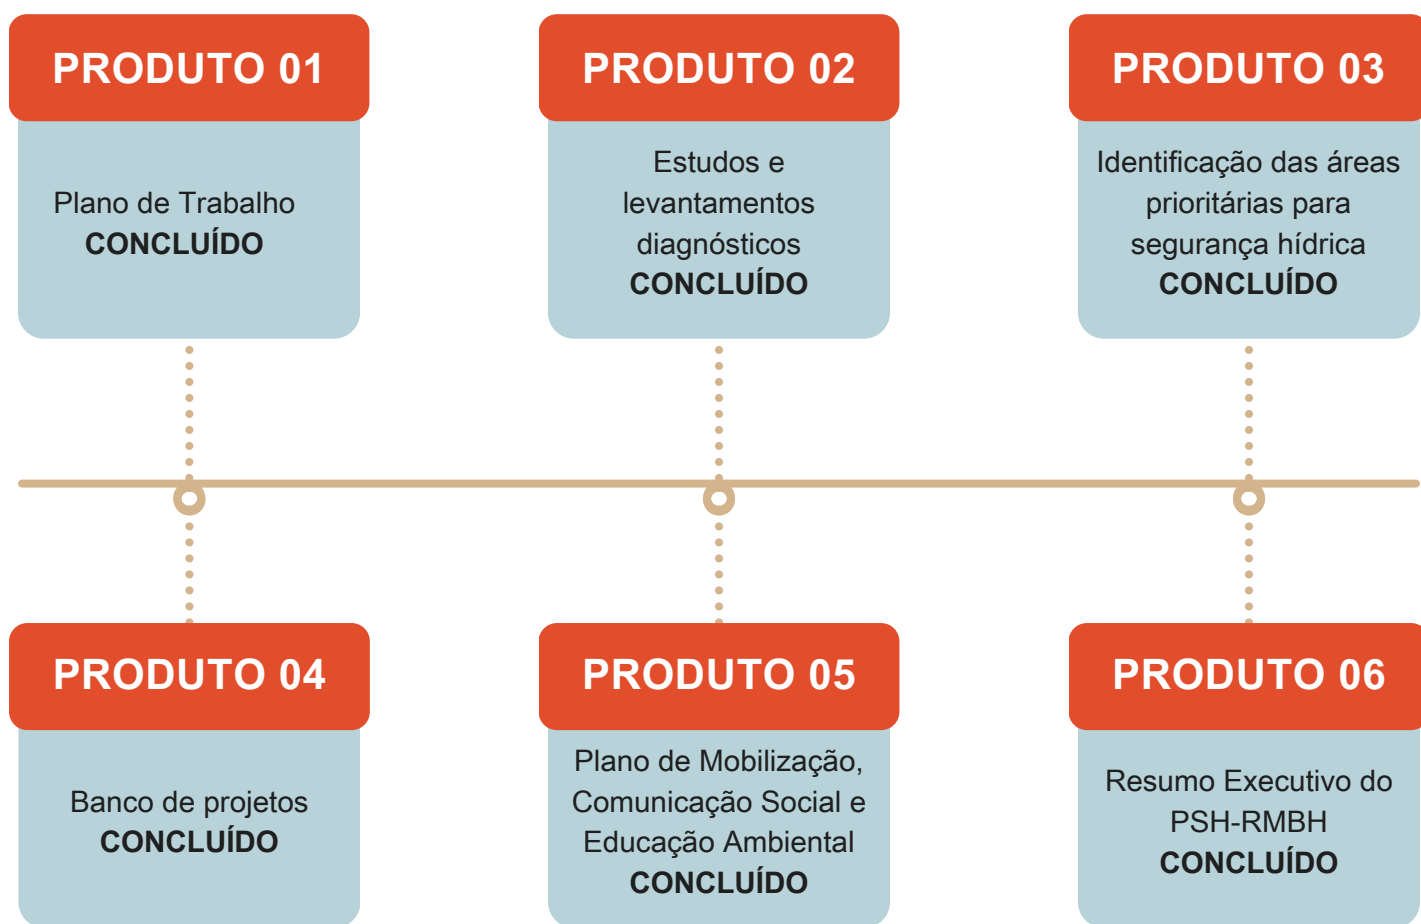 PRODUTO 01
Plano de Trabalho
CONCLUÍDO
PRODUTO 02
Estudos e
levantamentos
diagnósticos
CONCLUÍDO
PRODUTO 03
Identificação das áreas
prioritárias para
segurança hídrica
CONCLUÍDO
PRODUTO 04
Banco de projetos
CONCLUÍDO
PRODUTO 05
Plano de Mobilização,
Comunicação Social e
Educação Ambiental
CONCLUÍDO
PRODUTO 06
Resumo Executivo do
PSH-RMBH
CONCLUÍDO